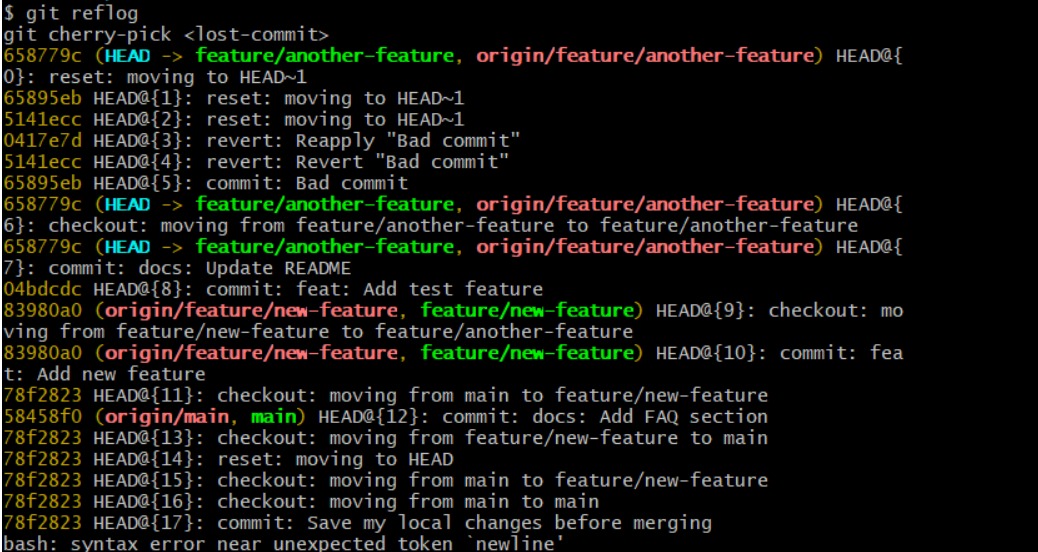 $ git reflog
git cherry-pick <lost-commit>
658779c (HEAD -> feature/another-feature, origin/feature/another-feature) HEAD@{
0}: reset: moving to HEAD~1
65895eb HEAD@{1}: reset: moving to HEAD~1
5141ecc HEAD@{2}: reset: moving to HEAD~1
0417e7d HEAD@{3}: revert: Reapply "Bad commit"
5141ecc HEAD@{4}: revert: Revert "Bad commit"
65895eb HEAD@{5}: commit: Bad commit
658779c (HEAD -> feature/another-feature, origin/feature/another-feature) HEAD@{
6}: checkout: moving from feature/another-feature to feature/another-feature
658779c (HEAD -> feature/another-feature, origin/feature/another-feature) HEAD@{
7}: commit: docs: Update README
04bdcdc HEAD@{8}: commit: feat: Add test feature
83980a0 (origin/feature/new-feature, feature/new-feature) HEAD@{9}: checkout: mo
ving from feature/new-feature to feature/another-feature
83980a0 (origin/feature/new-feature, feature/new-feature) HEAD@{10}: commit: fea
t: Add new feature
78f2823 HEAD@{11}: checkout: moving from main to feature/new-feature
58458f0 (origin/main, main) HEAD@{12}: commit: docs: Add FAQ section
78f2823 HEAD@{13}: checkout: moving from feature/new-feature to main
78f2823 HEAD@{14}: reset: moving to HEAD
78f2823 HEAD@{15}: checkout: moving from main to feature/new-feature
78f2823 HEAD@{16}: checkout: moving from main to main
78f2823 HEAD@{17}: commit: Save my local changes before merging
bash: syntax error near unexpected token `newline'